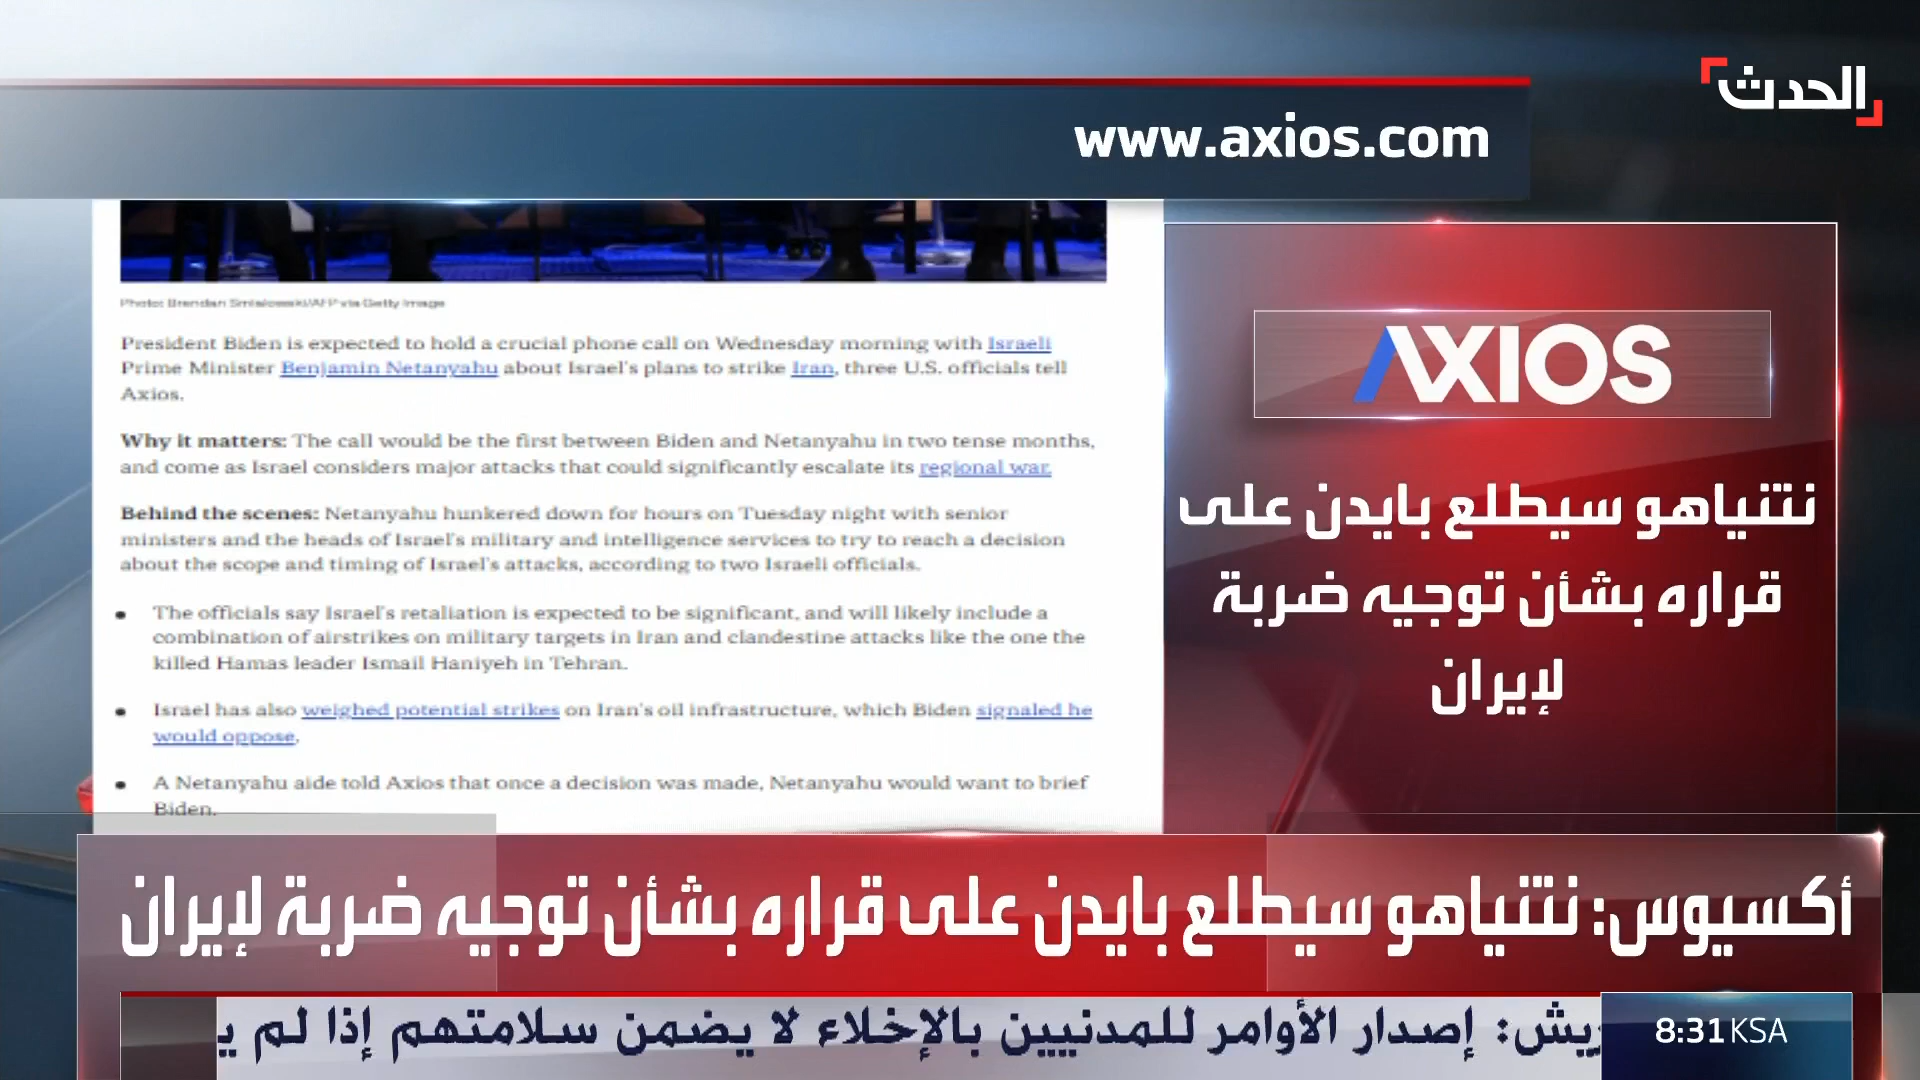 الحدث
www.axios.com
Photo: Brendan Smialowski/AFP via Getty Image
President Biden is expected to hold a crucial phone call on Wednesday morning with Israeli
Prime Minister Benjamin Netanyahu about Israel's plans to strike Iran, three U.S. officials tell
Axios.
Why it matters: The call would be the first between Biden and Netanyahu in two tense months,
and come as Israel considers major attacks that could significantly escalate its regional war.
Behind the scenes: Netanyahu hunkered down for hours on Tuesday night with senior
ministers and the heads of Israel's military and intelligence services to try to reach a decision
about the scope and timing of Israel's attacks, according to two Israeli officials.
• The officials say Israel's retaliation is expected to be significant, and will likely include a
combination of airstrikes on military targets in Iran and clandestine attacks like the one the
killed Hamas leader Ismail Haniyeh in Tehran.
• Israel has also weighed potential strikes on Iran's oil infrastructure, which Biden signaled he
would oppose.
• A Netanyahu aide told Axios that once a decision was made, Netanyahu would want to brief
Biden.
AXIOS
نتنياهو سيطلع بايدن على
قراره بشأن توجيه ضربة
لإيران
أكسيوس: نتنياهو سيطلع بايدن على قراره بشأن توجيه ضربة لإيران
ريش: إصدار الأوامر للمدنيين بالإخلاء لا يضمن سلامتهم إذا لم ي
8:31 KSA